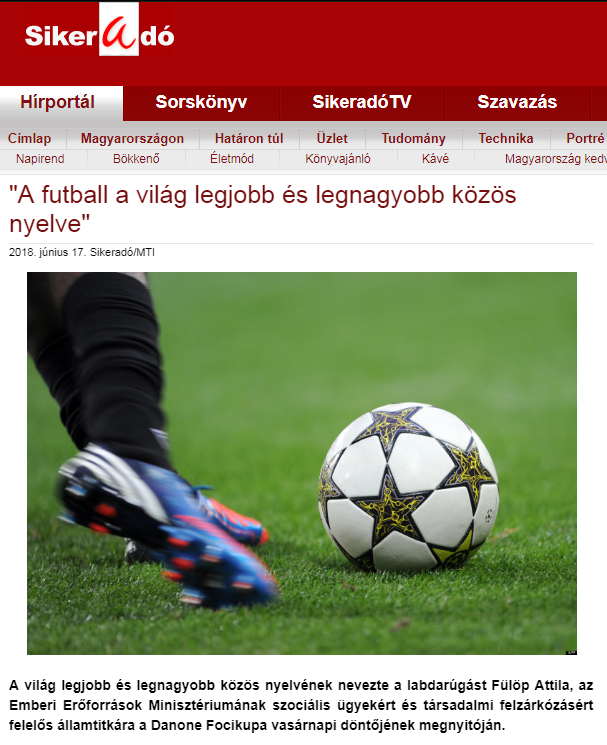 Sikeradó
Hírportál Sorskönyv SikeradóTV Szavazás
Címlap Magyarországon Határon túl Üzlet Tudomány Technika Portré
Napirend Bökkenő Életmód Könyvajánló Kávé Magyarország kedv
"A futball a világ legjobb és legnagyobb közös
nyelve"
2018. június 17. Sikeradó/MTI
A világ legjobb és legnagyobb közös nyelvének nevezte a labdarúgást Fülöp Attila, az
Emberi Erőforrások Minisztériumának szociális ügyekért és társadalmi felzárkózásért
felelős államtitkára a Danone Focikupa vasárnapi döntőjének megnyitóján.